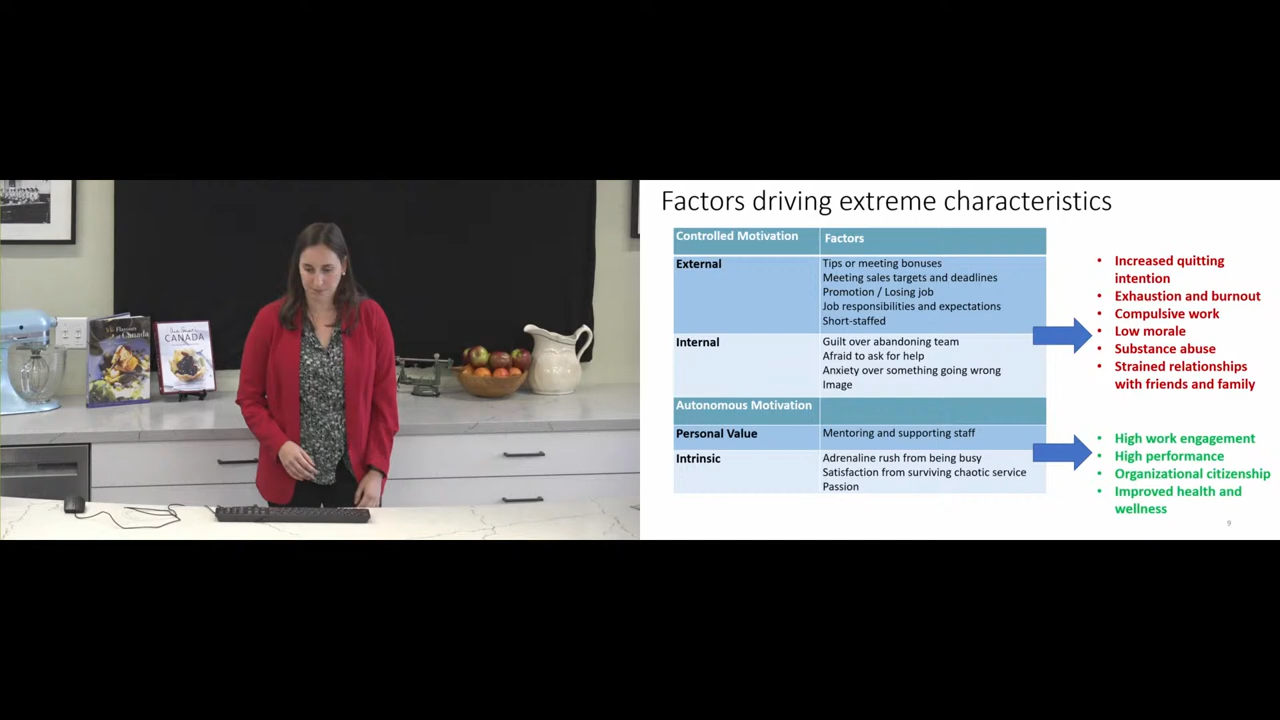 CANADA
Factors driving extreme characteristics
Controlled Motivation
Factors
External
Tips or meeting bonuses
Meeting sales targets and deadlines
Promotion / Losing job
Job responsibilities and expectations
Short-staffed
Internal
Guilt over abandoning team
Afraid to ask for help
Anxiety over something going wrong
Image
Autonomous Motivation
Personal Value
Mentoring and supporting staff
Intrinsic
Adrenaline rush from being busy
Satisfaction from surviving chaotic service
Passion
• Increased quitting
intention
• Exhaustion and burnout
• Compulsive work
• Low morale
• Substance abuse
• Strained relationships
with friends and family
• High work engagement
• High performance
• Organizational citizenship
• Improved health and
wellness
9